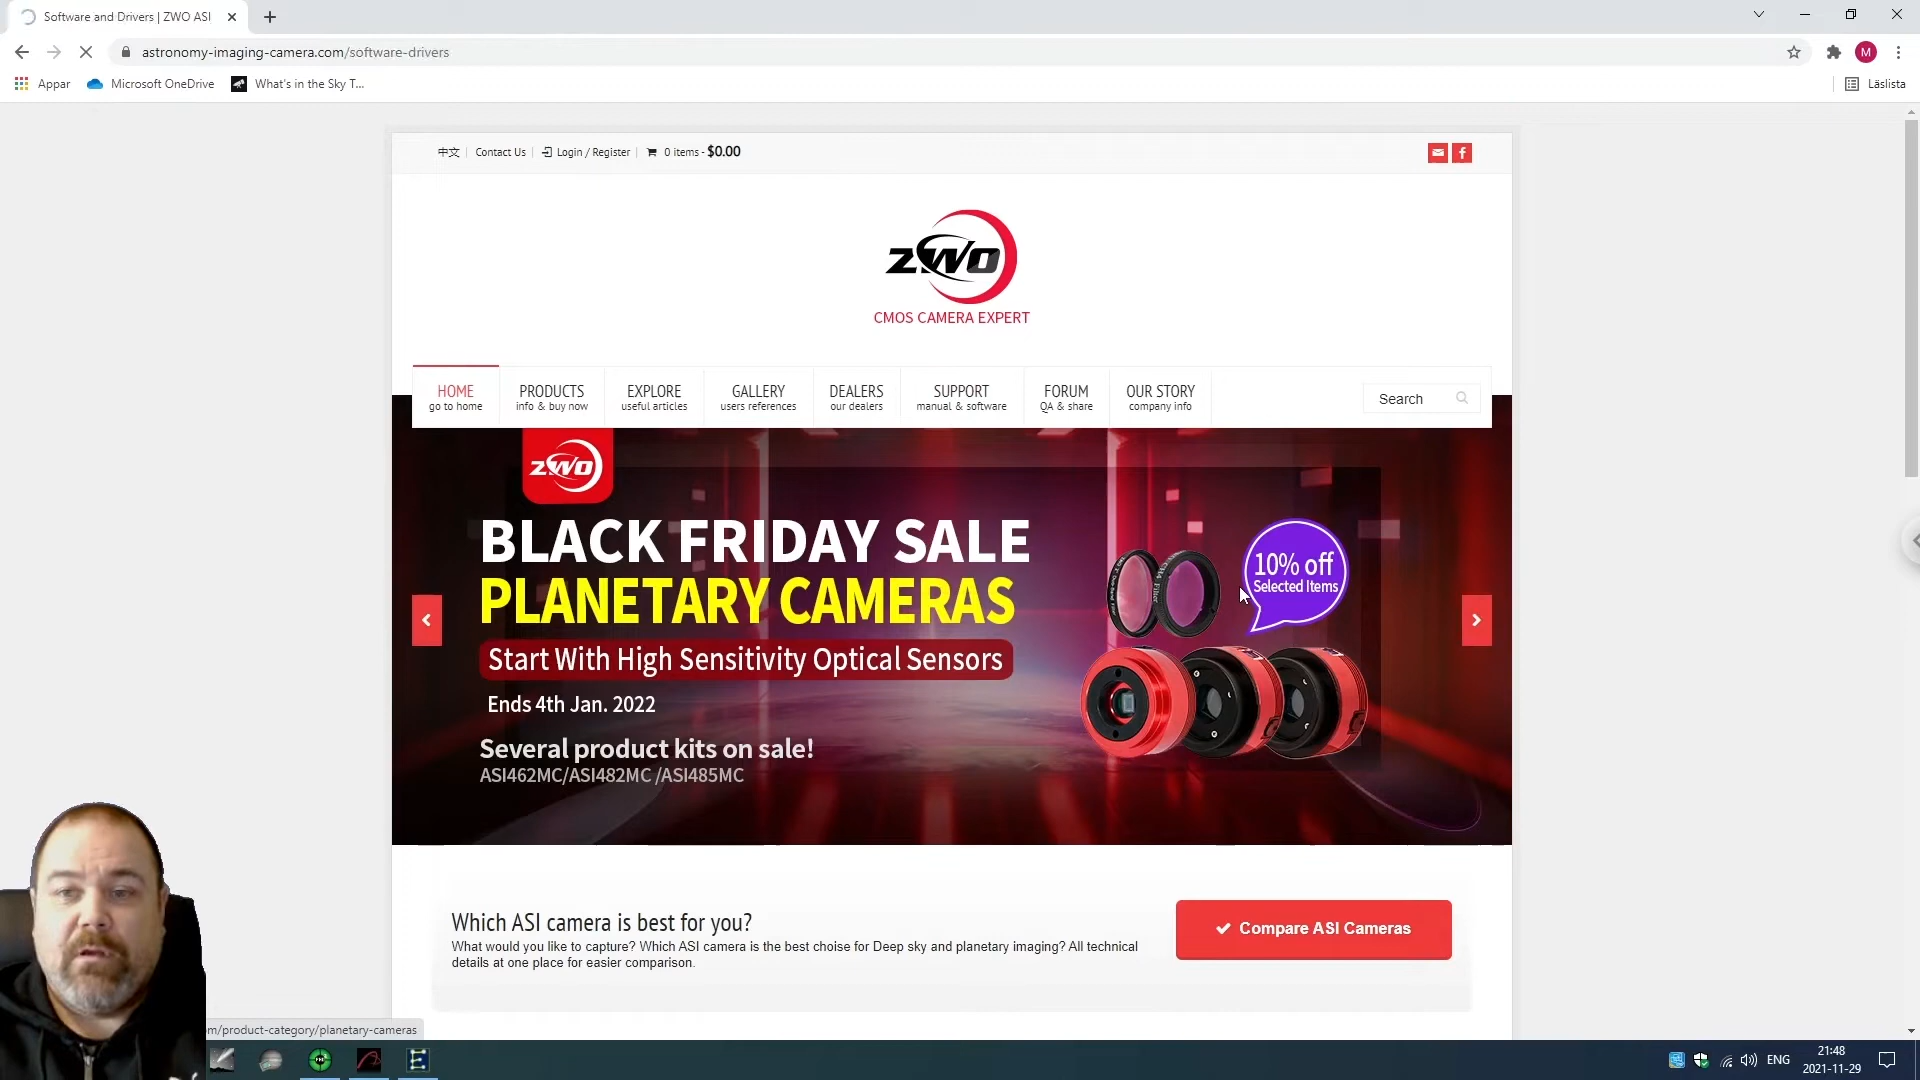 Software and Drivers | ZWO ASI
astronomy-imaging-camera.com/software-drivers
M
Appar
Microsoft OneDrive
What's in the Sky T...
Läslista
中文
Contact Us
Login / Register
0 items - $0.00
ZWO
CMOS CAMERA EXPERT
HOME
go to home
PRODUCTS
info & buy now
EXPLORE
useful articles
GALLERY
users references
DEALERS
our dealers
SUPPORT
manual & software
FORUM
QA & share
OUR STORY
company info
Search
ZWO
BLACK FRIDAY SALE
PLANETARY CAMERAS
Start With High Sensitivity Optical Sensors
Ends 4th Jan. 2022
Several product kits on sale!
ASI462MC/ASI482MC /ASI485MC
10% off
Selected Items
Which ASI camera is best for you?
What would you like to capture? Which ASI camera is the best choise for Deep sky and planetary imaging? All technical
details at one place for easier comparison.
Compare ASI Cameras
/product-category/planetary-cameras
ENG
21:48
2021-11-29